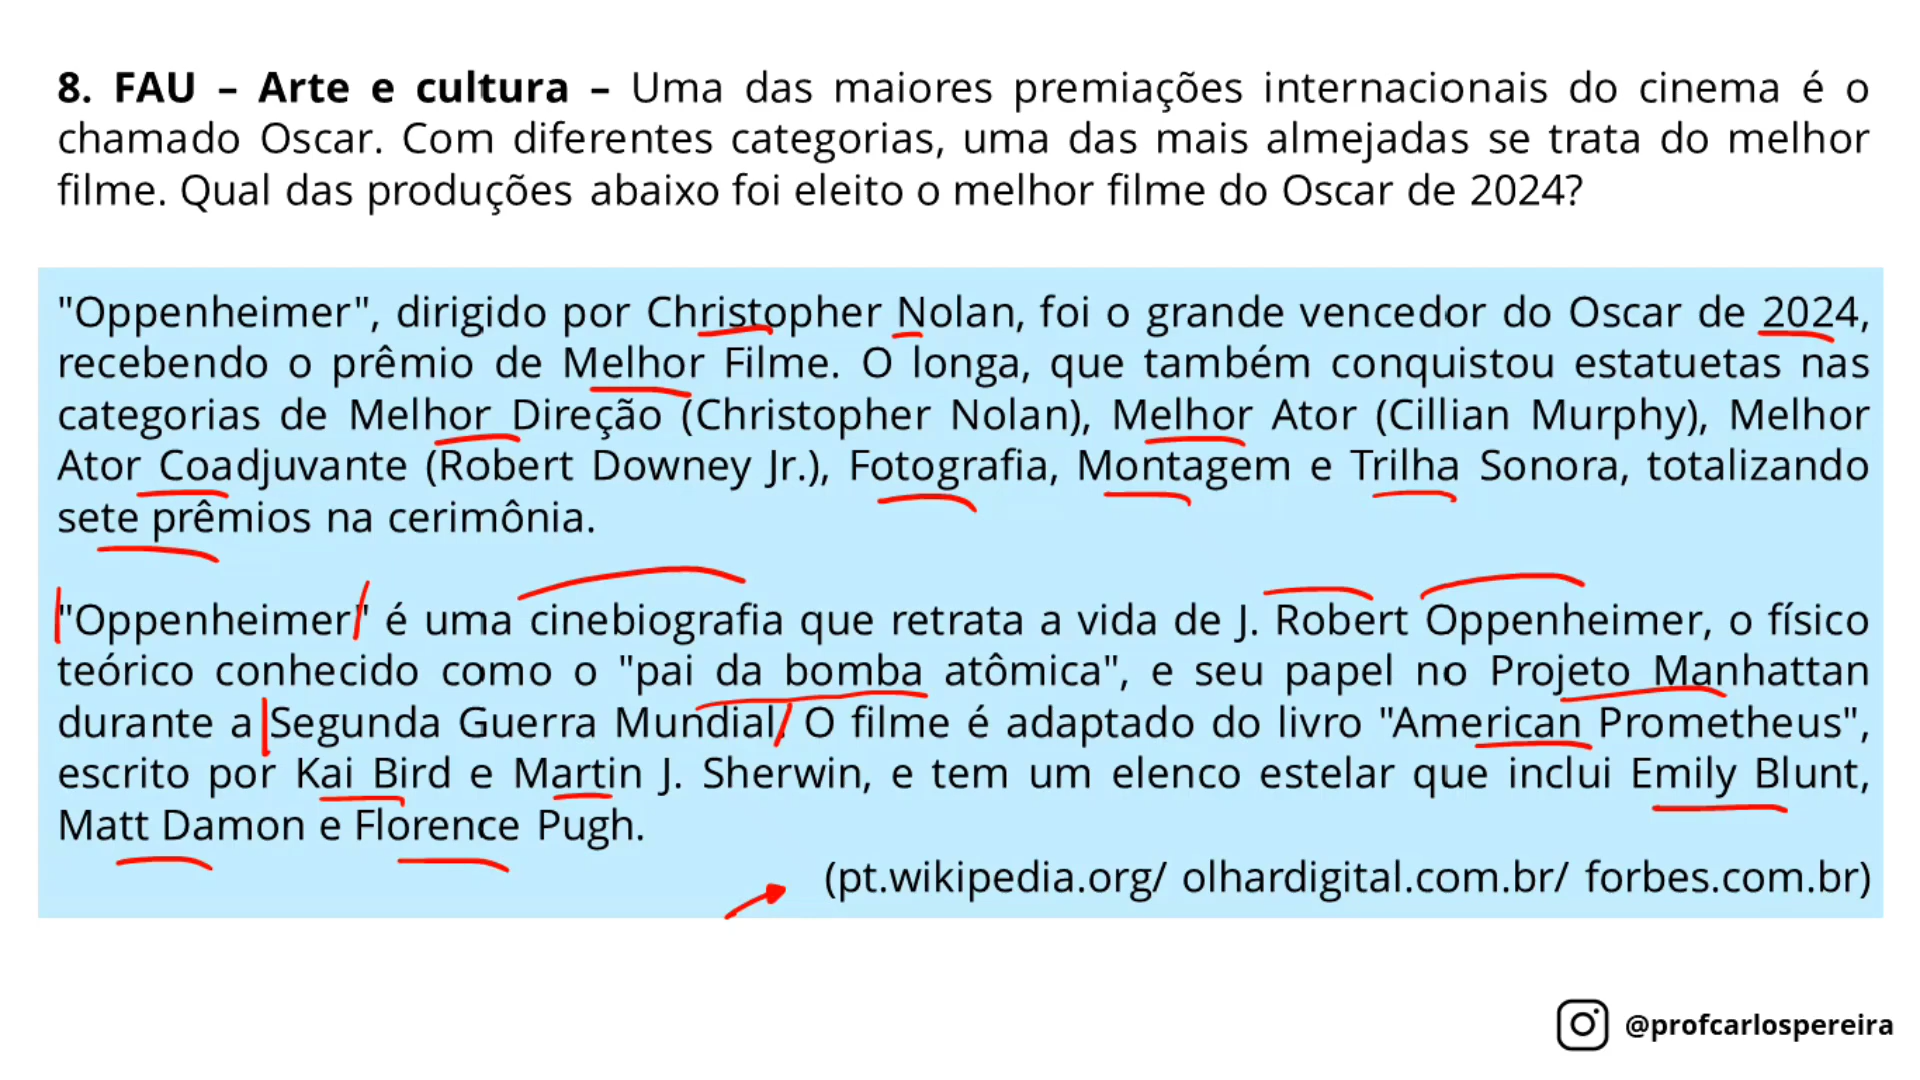 8. FAU – Arte e cultura – Uma das maiores premiações internacionais do cinema é o
chamado Oscar. Com diferentes categorias, uma das mais almejadas se trata do melhor
filme. Qual das produções abaixo foi eleito o melhor filme do Oscar de 2024?
"Oppenheimer", dirigido por Christopher Nolan, foi o grande vencedor do Oscar de 2024,
recebendo o prêmio de Melhor Filme. O longa, que também conquistou estatuetas nas
categorias de Melhor Direção (Christopher Nolan), Melhor Ator (Cillian Murphy), Melhor
Ator Coadjuvante (Robert Downey Jr.), Fotografia, Montagem e Trilha Sonora, totalizando
sete prêmios na cerimônia.
"Oppenheimer" é uma cinebiografia que retrata a vida de J. Robert Oppenheimer, o físico
teórico conhecido como o "pai da bomba atômica", e seu papel no Projeto Manhattan
durante a Segunda Guerra Mundial. O filme é adaptado do livro "American Prometheus",
escrito por Kai Bird e Martin J. Sherwin, e tem um elenco estelar que inclui Emily Blunt,
Matt Damon e Florence Pugh.
(pt.wikipedia.org/ olhardigital.com.br/ forbes.com.br)
@profcarlospereira